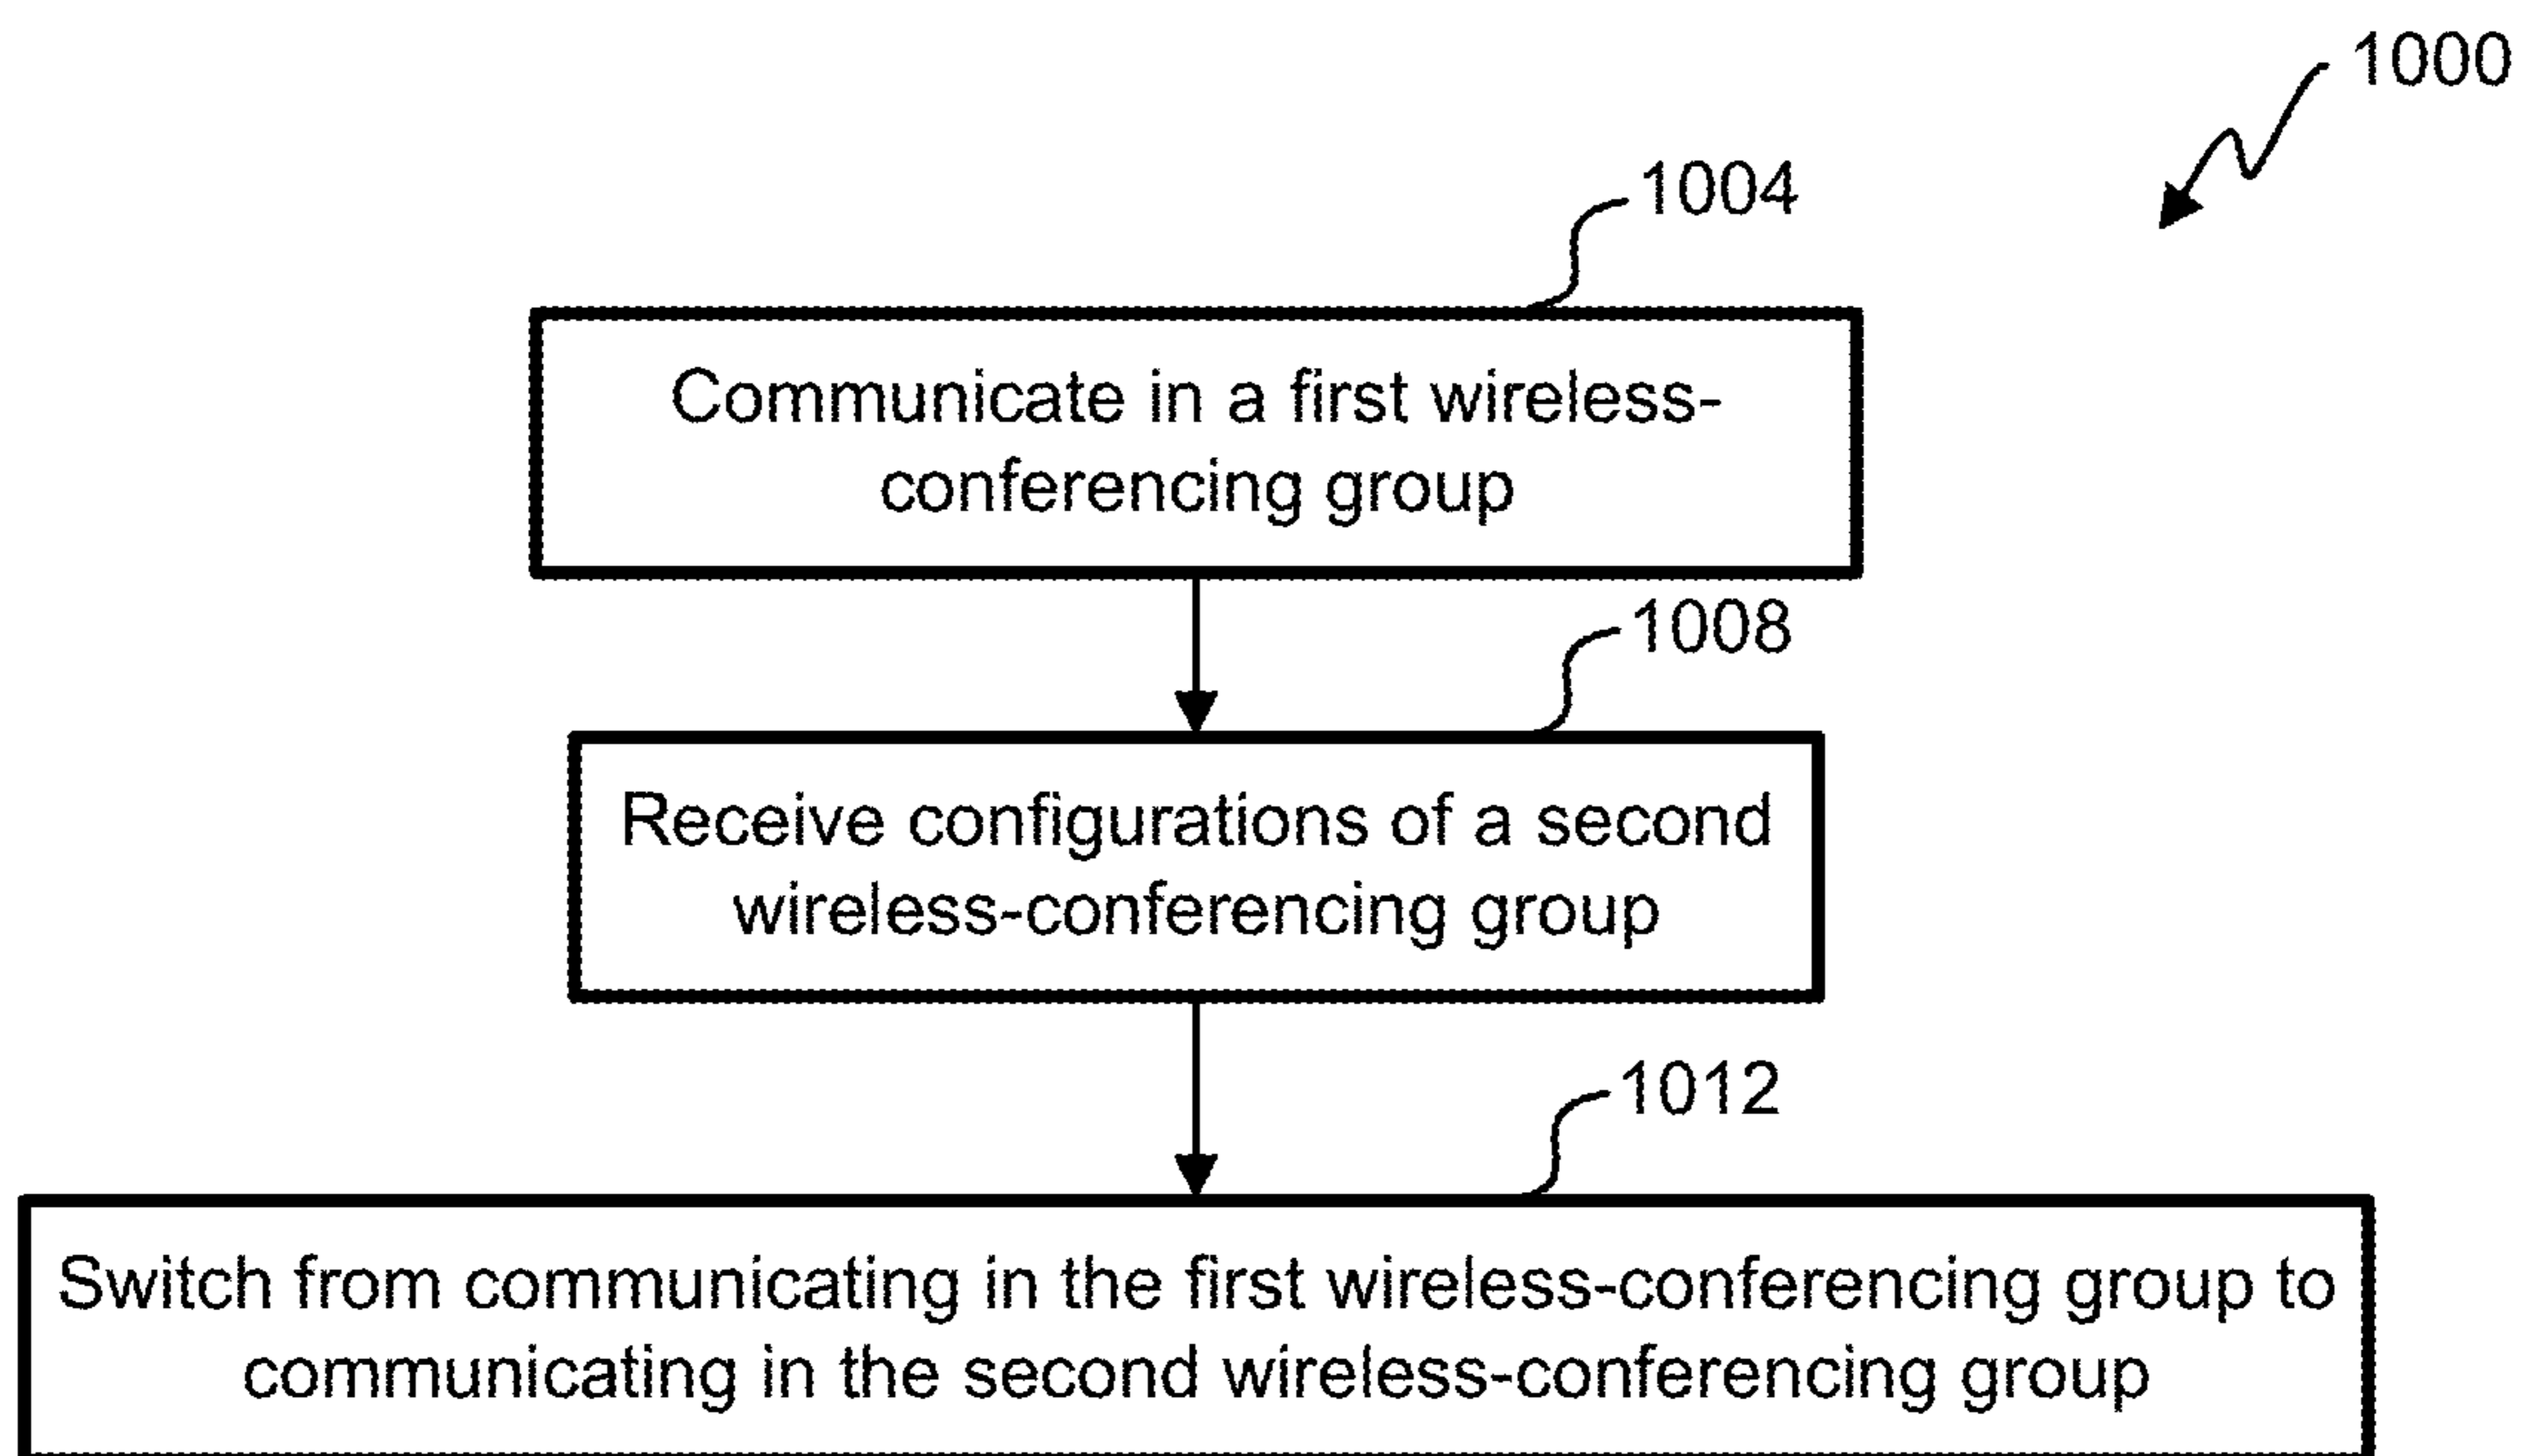 1000
1004
Communicate in a first wireless-
conferencing group
1008
Receive configurations of a second
wireless-conferencing group
1012
Switch from communicating in the first wireless-conferencing group to
communicating in the second wireless-conferencing group